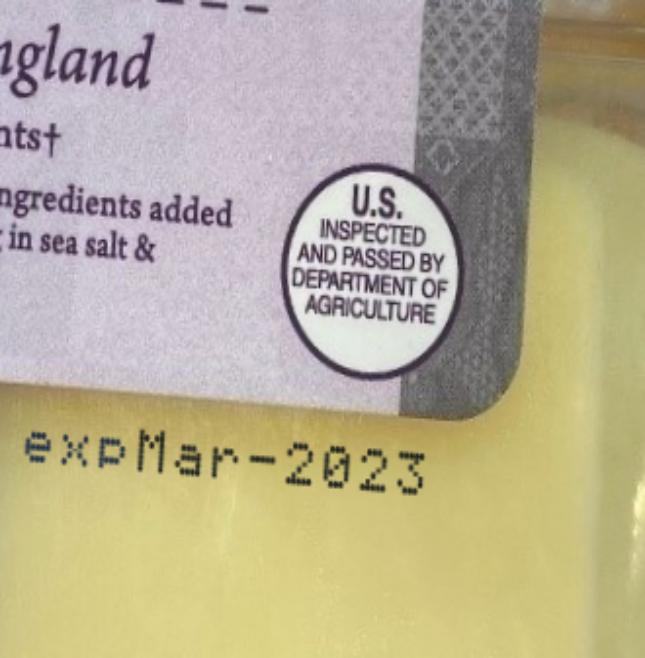 ngland
nts†
ngredients added
in sea salt &
U.S.
INSPECTED
AND PASSED BY
DEPARTMENT OF
AGRICULTURE
expMar-2023